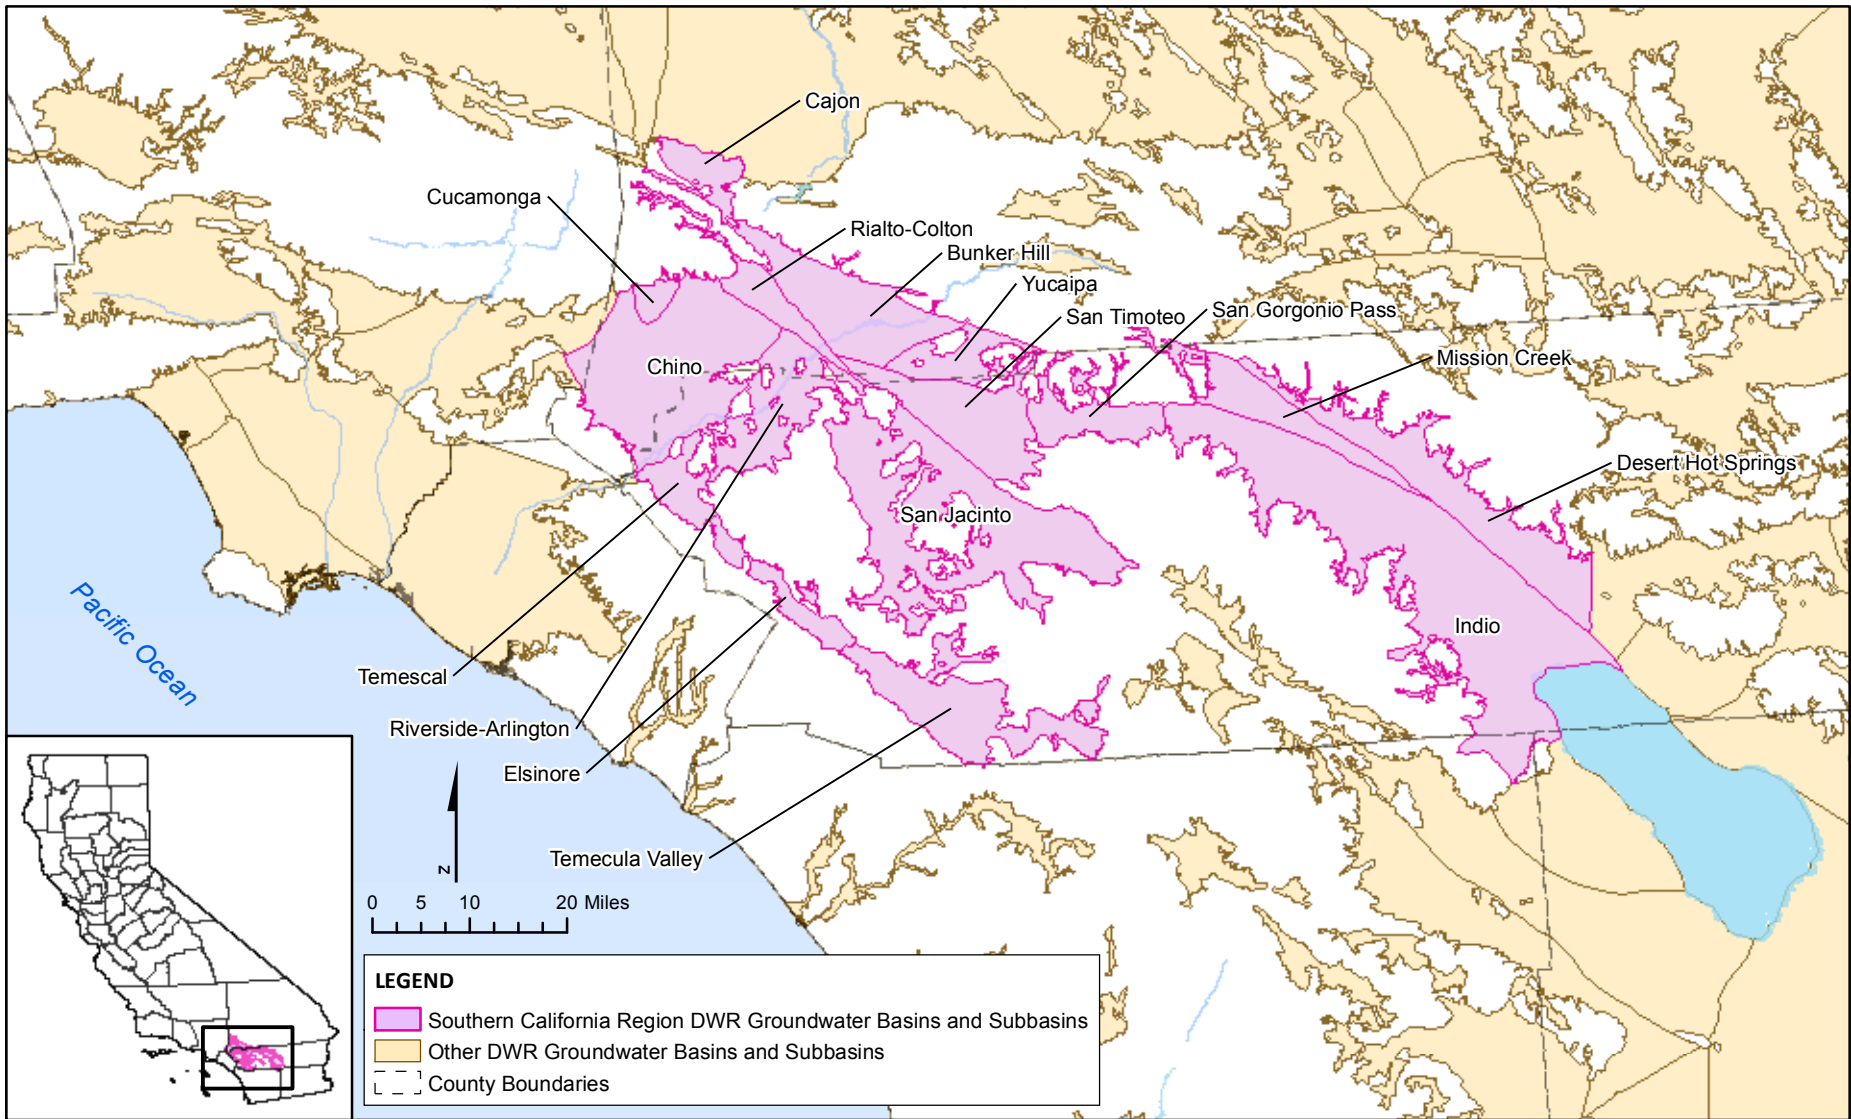 Cajon
Cucamonga
Rialto-Colton
Bunker Hill
Yucaipa
San Timoteo
San Gorgonio Pass
Mission Creek
Chino
Desert Hot Springs
San Jacinto
Indio
Pacific Ocean
Temescal
Riverside-Arlington
Elsinore
Temecula Valley
N
0 5 10 20 Miles
LEGEND
Southern California Region DWR Groundwater Basins and Subbasins
Other DWR Groundwater Basins and Subbasins
County Boundaries